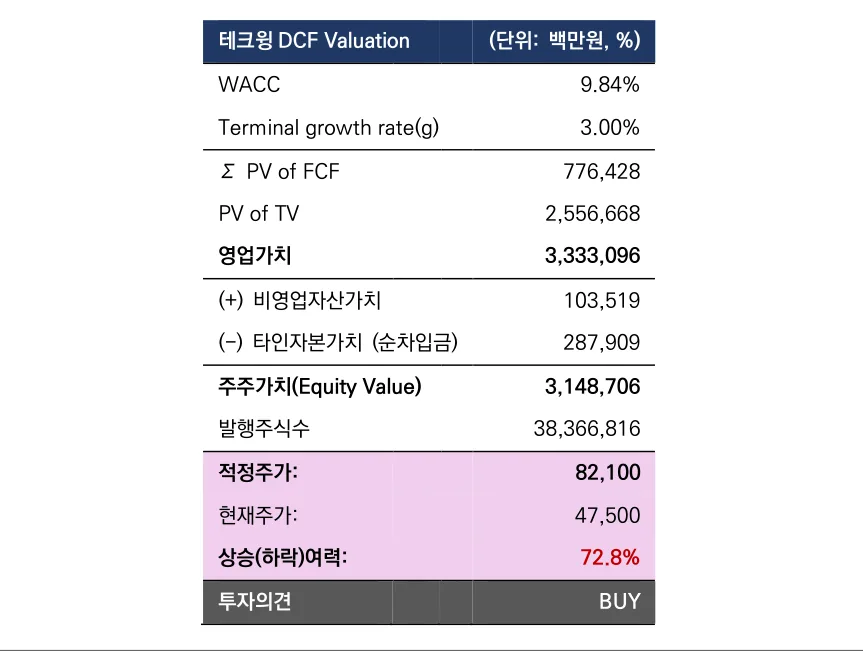 테크윙 DCF Valuation (단위: 백만원, %)
WACC 9.84%
Terminal growth rate(g) 3.00%
Σ PV of FCF 776,428
PV of TV 2,556,668
영업가치 3,333,096
(+) 비영업자산가치 103,519
(-) 타인자본가치 (순차입금) 287,909
주주가치(Equity Value) 3,148,706
발행주식수 38,366,816
적정주가: 82,100
현재주가: 47,500
상승(하락)여력: 72.8%
투자의견 BUY